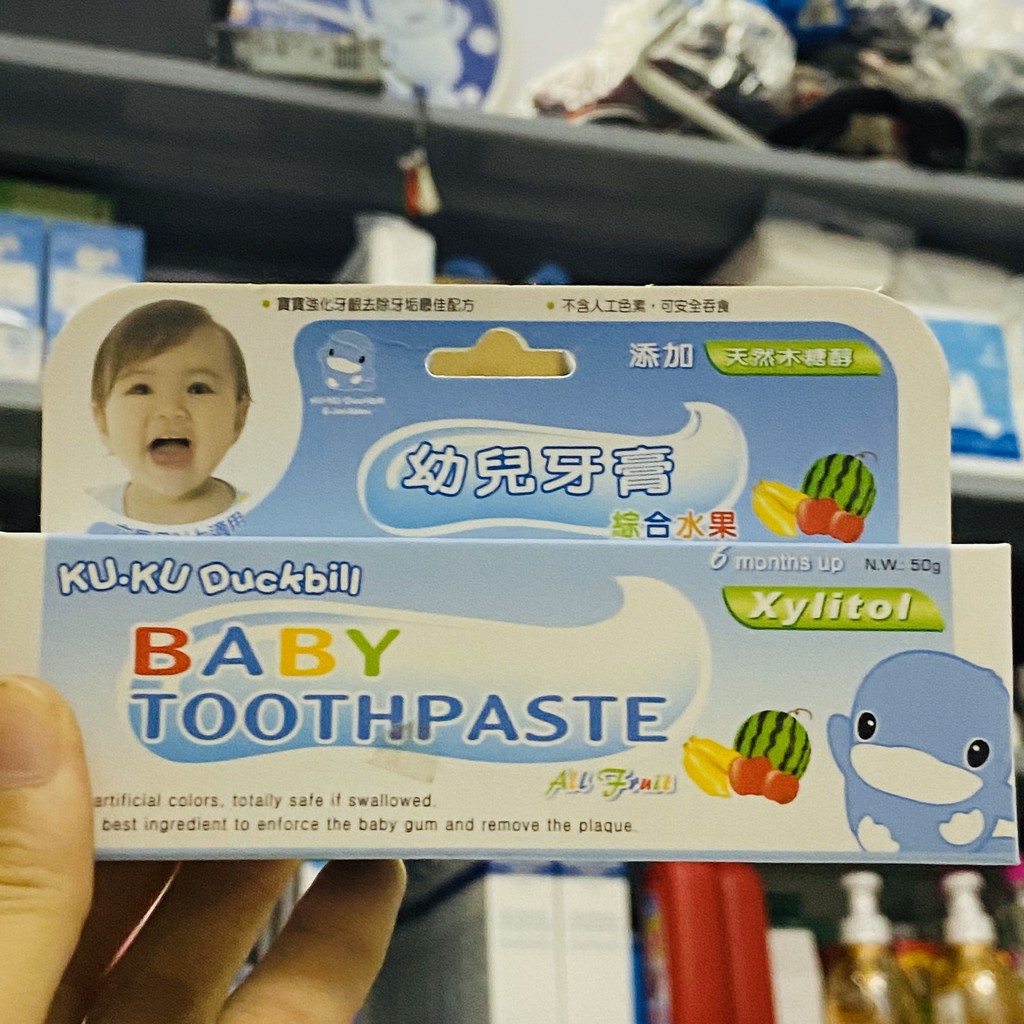 • 寶寶強化牙齦去除牙垢最佳配方
• 不含人工色素，可安全吞食
添加 天然木糖醇
幼兒牙膏
綜合水果
KU·KU Duckbill
6 months up N.W.: 50g
Xylitol
BABY
TOOTHPASTE
All Fruit
artificial colors, totally safe if swallowed.
best ingredient to enforce the baby gum and remove the plaque.